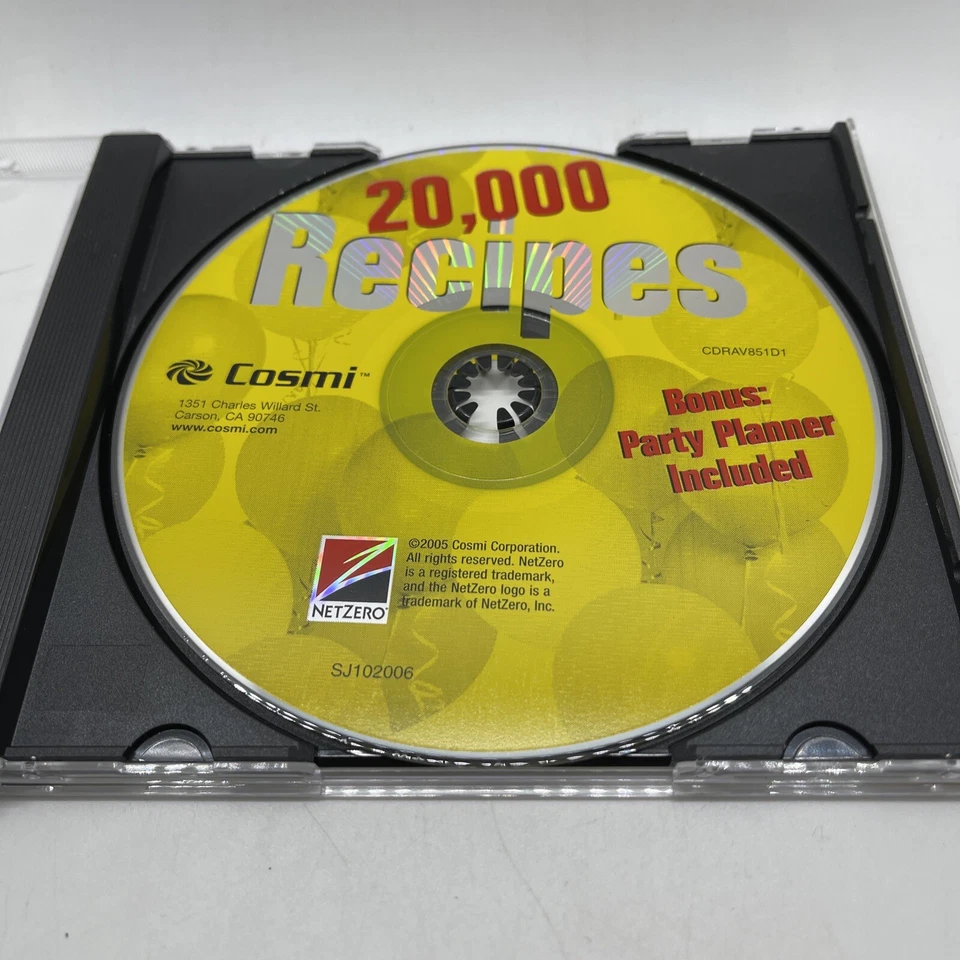 20,000
Recipes
CDRAV851D1
Cosmi™
1351 Charles Willard St.
Carson, CA 90746
www.cosmi.com
Bonus:
Party Planner
Included
NETZERO®
©2005 Cosmi Corporation.
All rights reserved. NetZero
is a registered trademark,
and the NetZero logo is a
trademark of NetZero, Inc.
SJ102006